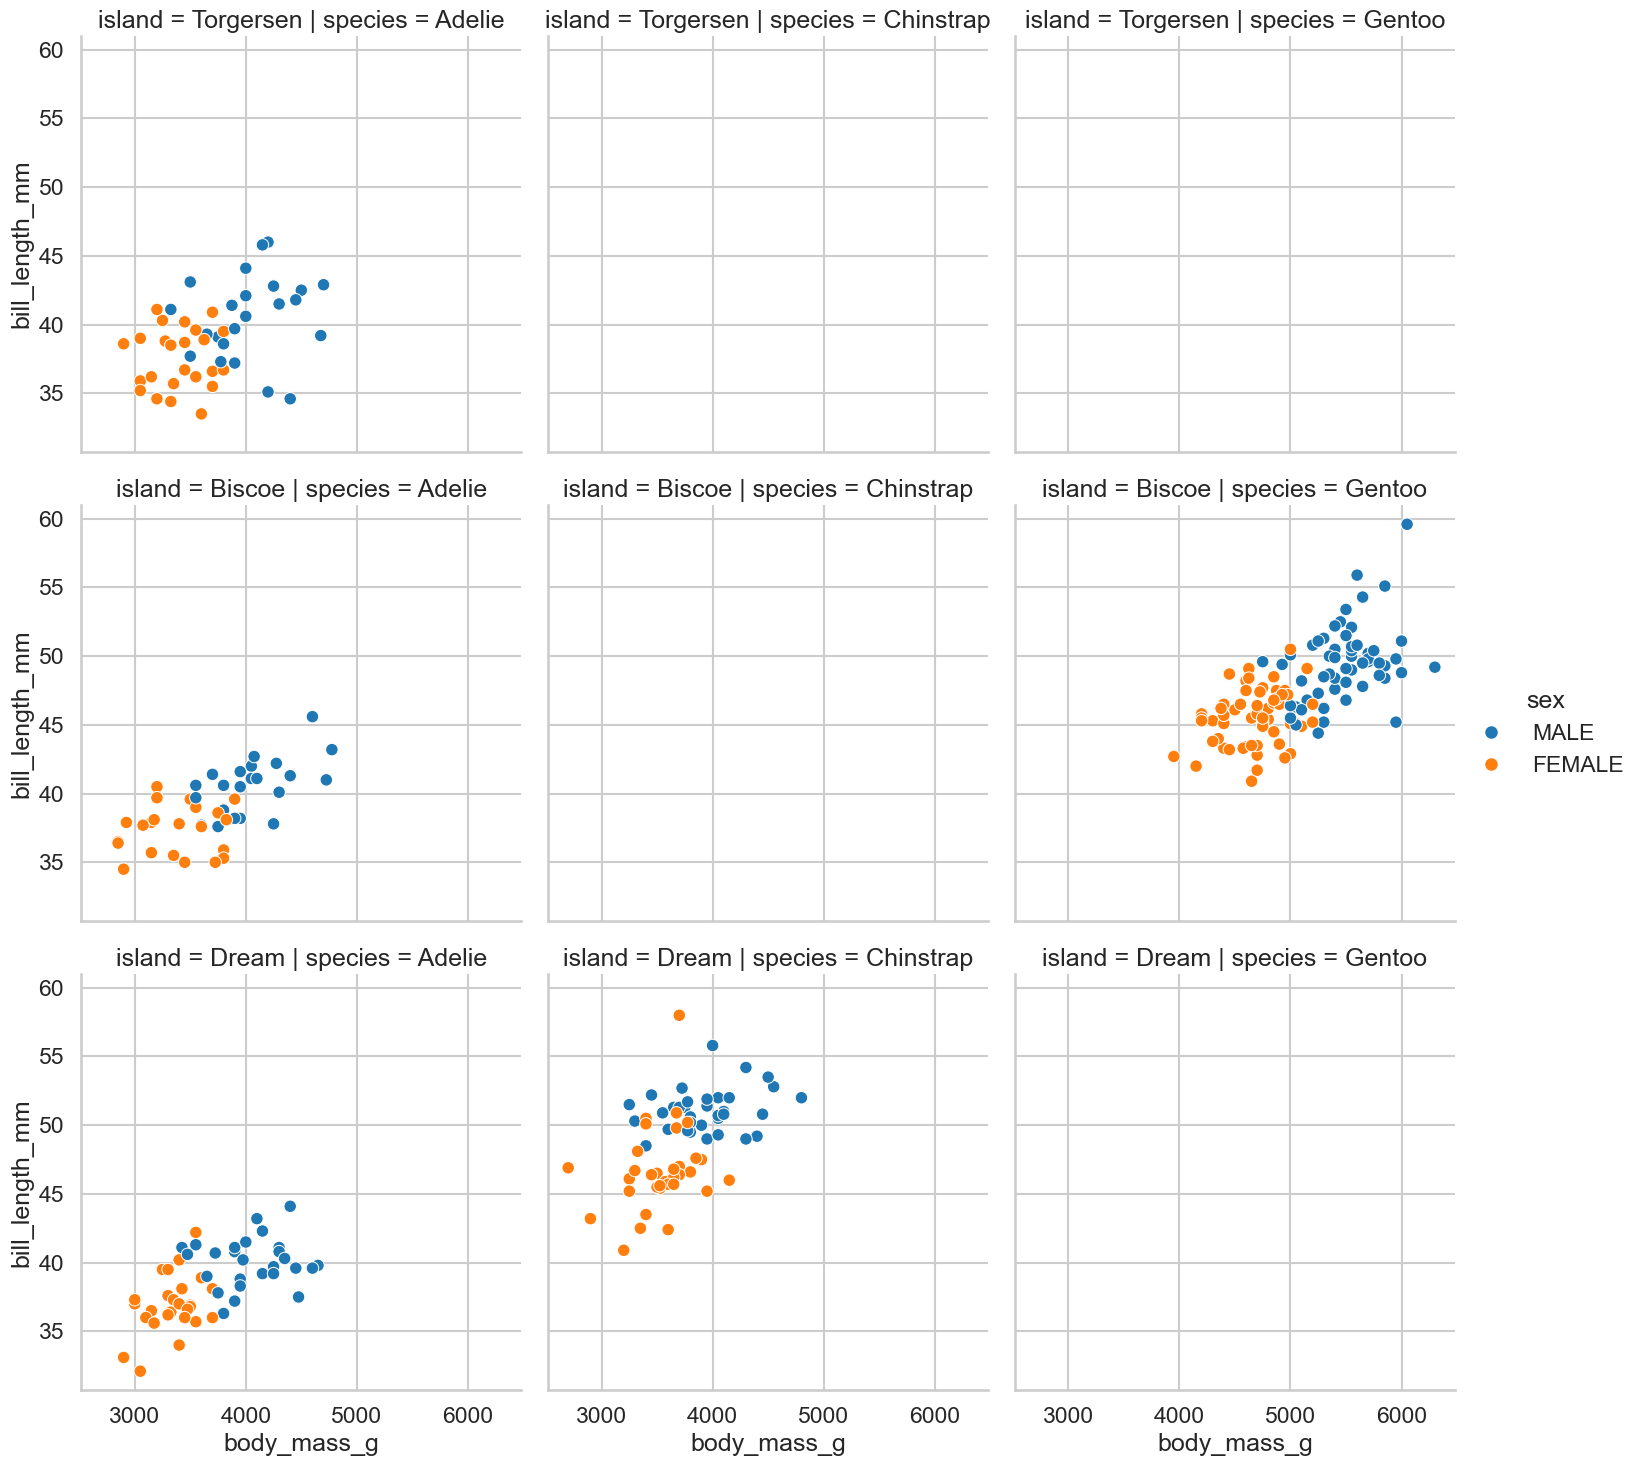 island = Torgersen | species = Adelie
island = Torgersen | species = Chinstrap
island = Torgersen | species = Gentoo
60
55
50
45
40
35
bill_length_mm
island = Biscoe | species = Adelie
island = Biscoe | species = Chinstrap
island = Biscoe | species = Gentoo
60
55
50
45
40
35
bill_length_mm
sex
MALE
FEMALE
island = Dream | species = Adelie
island = Dream | species = Chinstrap
island = Dream | species = Gentoo
60
55
50
45
40
35
bill_length_mm
3000 4000 5000 6000
3000 4000 5000 6000
3000 4000 5000 6000
body_mass_g
body_mass_g
body_mass_g